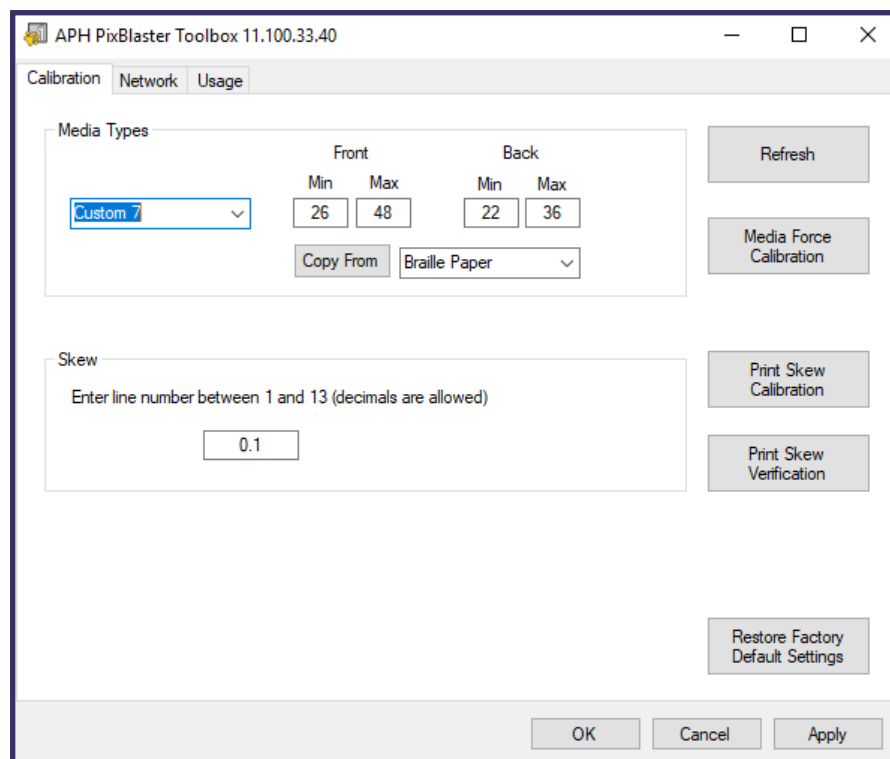 APH PixBlaster Toolbox 11.100.33.40
Calibration Network Usage
Media Types
Front Back
Min Max Min Max
Custom 7 26 48 22 36
Copy From Braille Paper
Refresh
Media Force
Calibration
Skew
Enter line number between 1 and 13 (decimals are allowed)
0.1
Print Skew
Calibration
Print Skew
Verification
Restore Factory
Default Settings
OK Cancel Apply